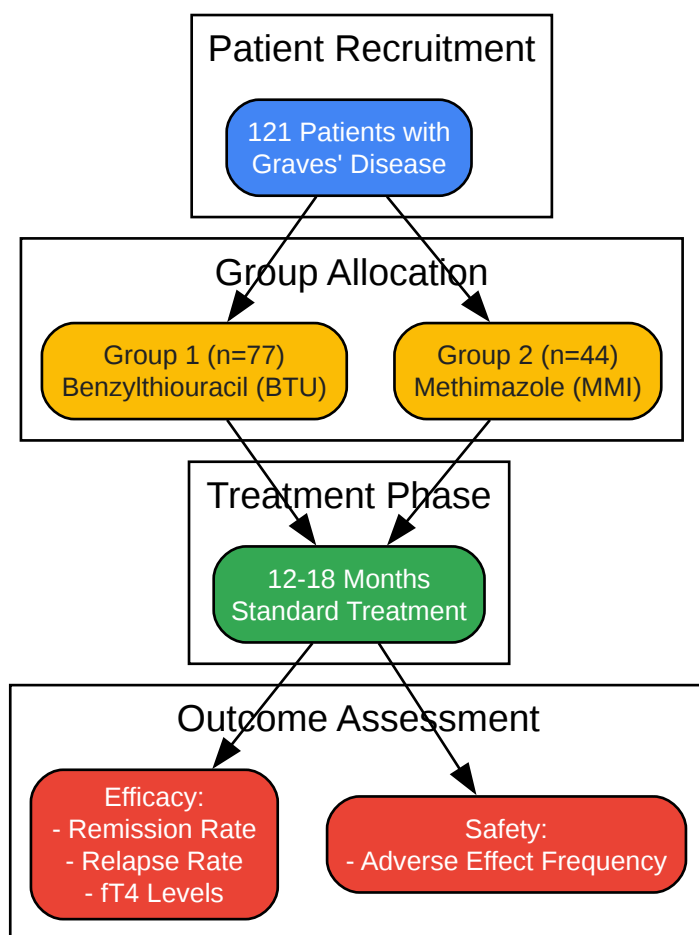 Patient Recruitment
121 Patients with
Graves' Disease
Group Allocation
Group 1 (n=77)
Benzylthiouracil (BTU)
Group 2 (n=44)
Methimazole (MMI)
Treatment Phase
12-18 Months
Standard Treatment
Outcome Assessment
Efficacy:
- Remission Rate
- Relapse Rate
- fT4 Levels
Safety:
- Adverse Effect Frequency